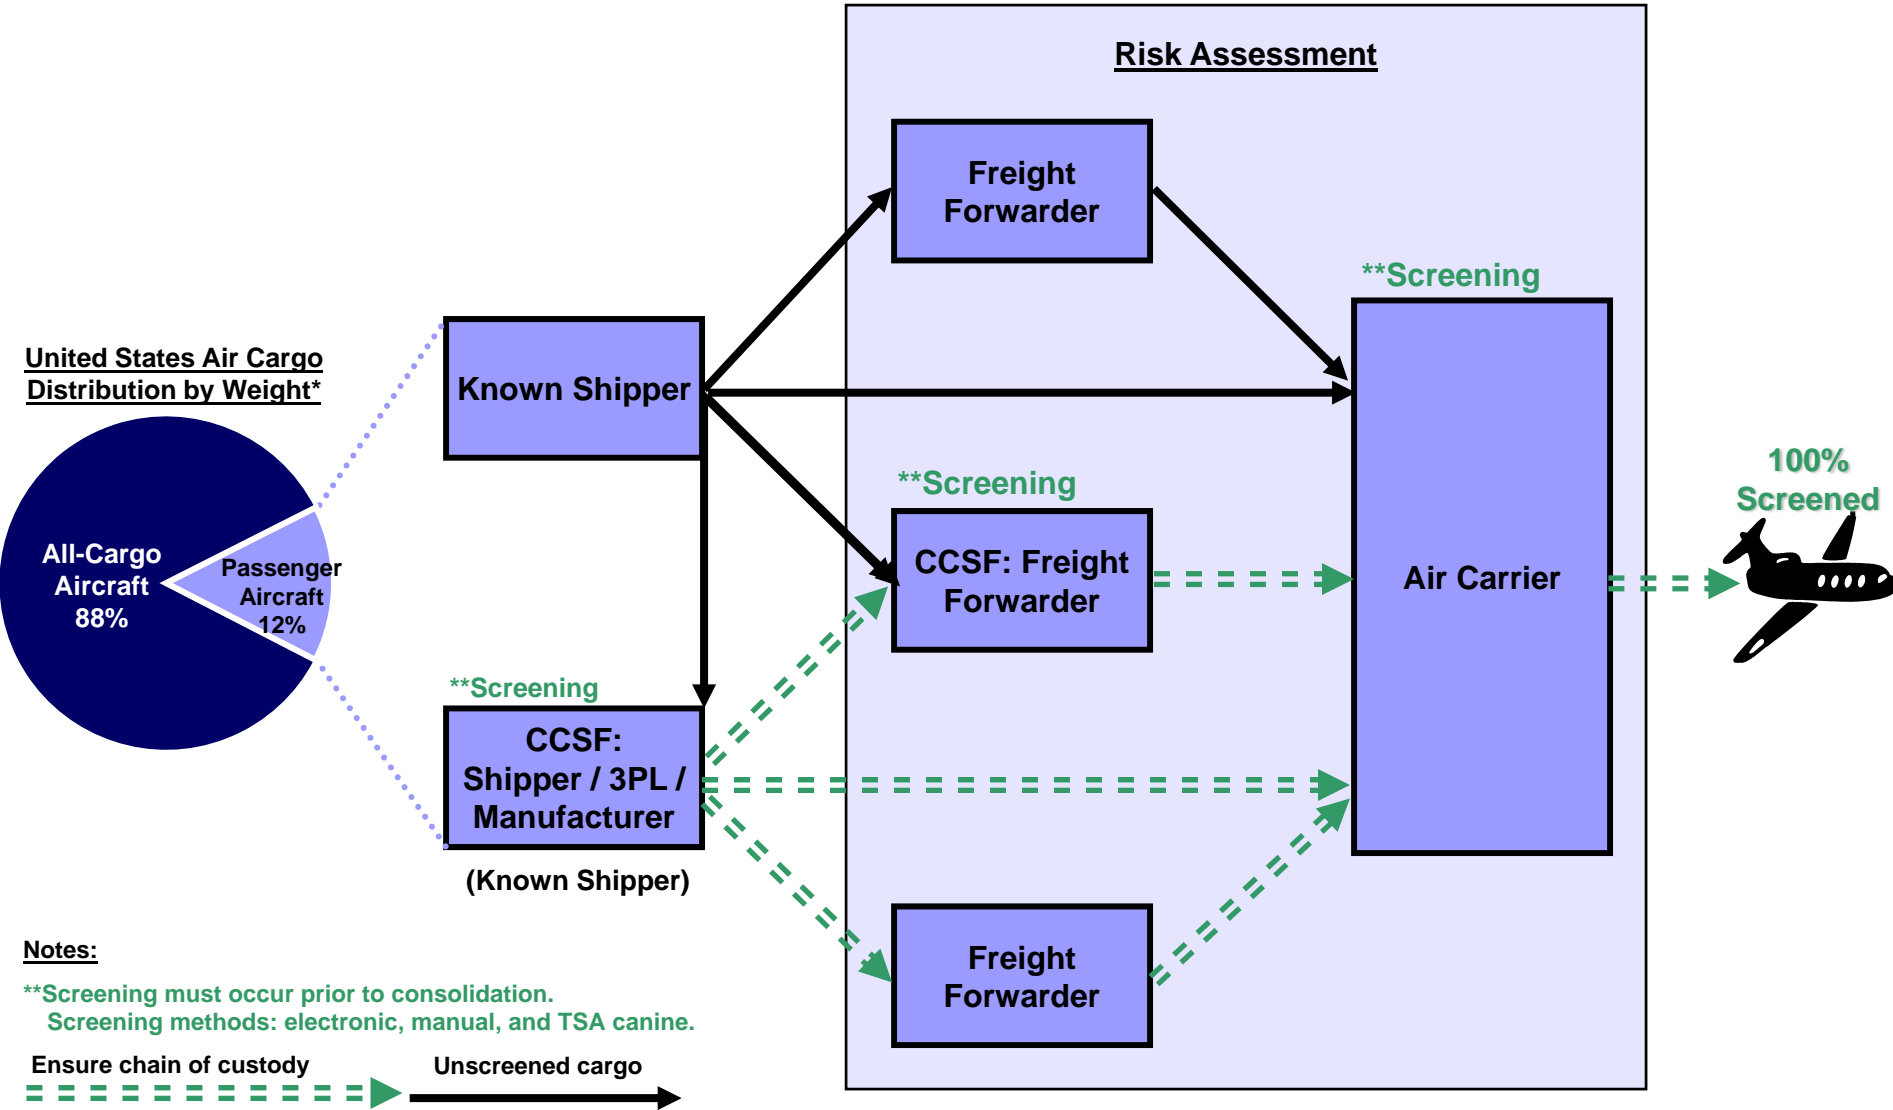 Risk Assessment
Freight
Forwarder
**Screening
Known Shipper
United States Air Cargo
Distribution by Weight*
All-Cargo
Aircraft
88%
Passenger
Aircraft
12%
**Screening
CCSF: Freight
Forwarder
Air Carrier
100%
Screened
**Screening
CCSF:
Shipper / 3PL /
Manufacturer
(Known Shipper)
Freight
Forwarder
Notes:
**Screening must occur prior to consolidation.
Screening methods: electronic, manual, and TSA canine.
Ensure chain of custody
Unscreened cargo